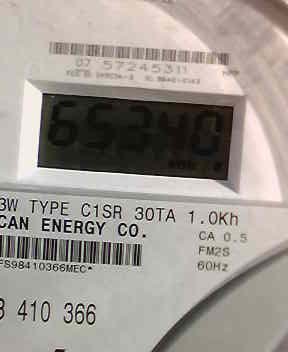 07 57245311
65340
3W TYPE C1SR 30TA 1.0Kh
CAN ENERGY CO.
CA 0.5
FM2S
FS98410366MEC*
60Hz
3 410 366